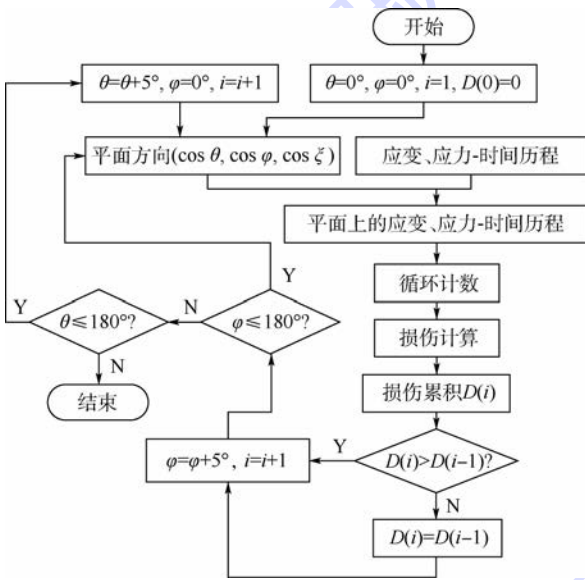 开始
θ=θ+5°, φ=0°, i=i+1
θ=0°, φ=0°, i=1, D(0)=0
平面方向(cos θ, cos φ, cos ξ)
应变、应力-时间历程
平面上的应变、应力-时间历程
Y
循环计数
Y
N
θ≤180°?
φ≤180°?
损伤计算
N
结束
损伤累积D(i)
φ=φ+5°, i=i+1
Y
D(i)>D(i−1)?
N
D(i)=D(i−1)